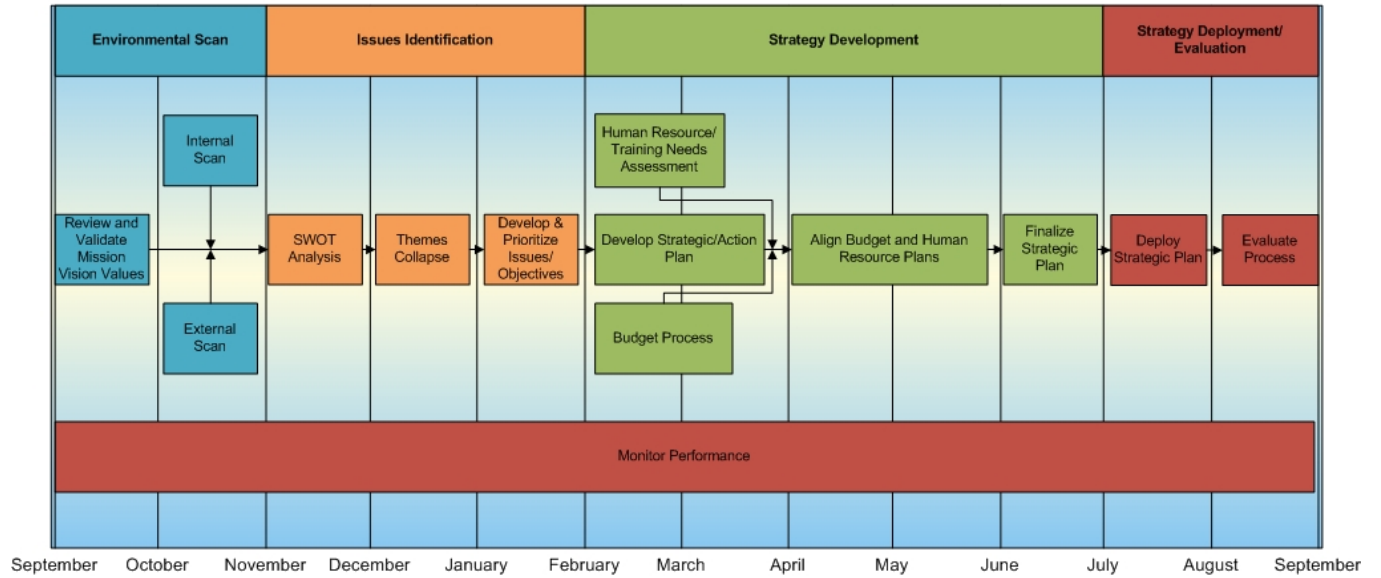 Environmental Scan
Issues Identification
Strategy Development
Strategy Deployment/
Evaluation
Internal
Scan
Human Resource/
Training Needs
Assessment
Review and
Validate
Mission
Vision Values
SWOT
Analysis
Themes
Collapse
Develop &
Prioritize
Issues/
Objectives
Develop Strategic/Action
Plan
Align Budget and Human
Resource Plans
Finalize
Strategic
Plan
Deploy
Strategic Plan
Evaluate
Process
External
Scan
Budget Process
Monitor Performance
September
October
November
December
January
February
March
April
May
June
July
August
September